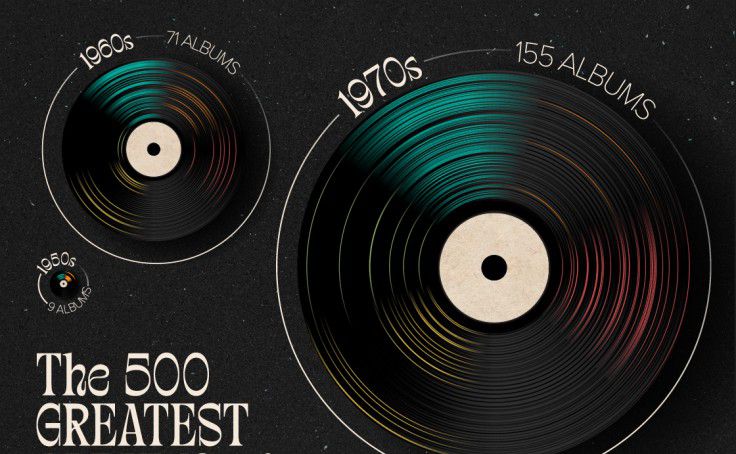 1960s
71 ALBUMS
1970s
155 ALBUMS
1950s
9 ALBUMS
The 500
GREATEST